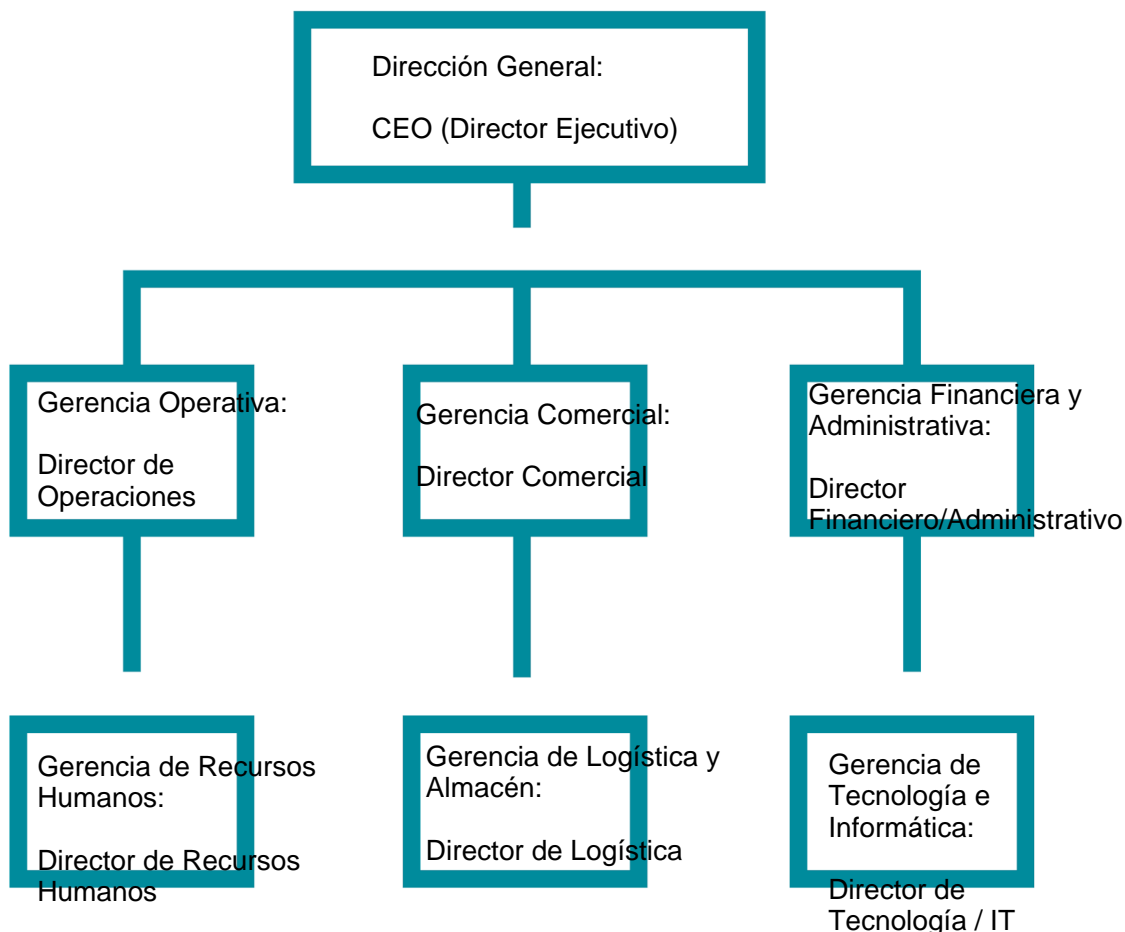 Dirección General:
CEO (Director Ejecutivo)
Gerencia Operativa:
Director de
Operaciones
Gerencia Comercial:
Director Comercial
Gerencia Financiera y
Administrativa:
Director
Financiero/Administrativo
Gerencia de Recursos
Humanos:
Director de Recursos
Humanos
Gerencia de Logística y
Almacén:
Director de Logística
Gerencia de
Tecnología e
Informática:
Director de
Tecnología / IT